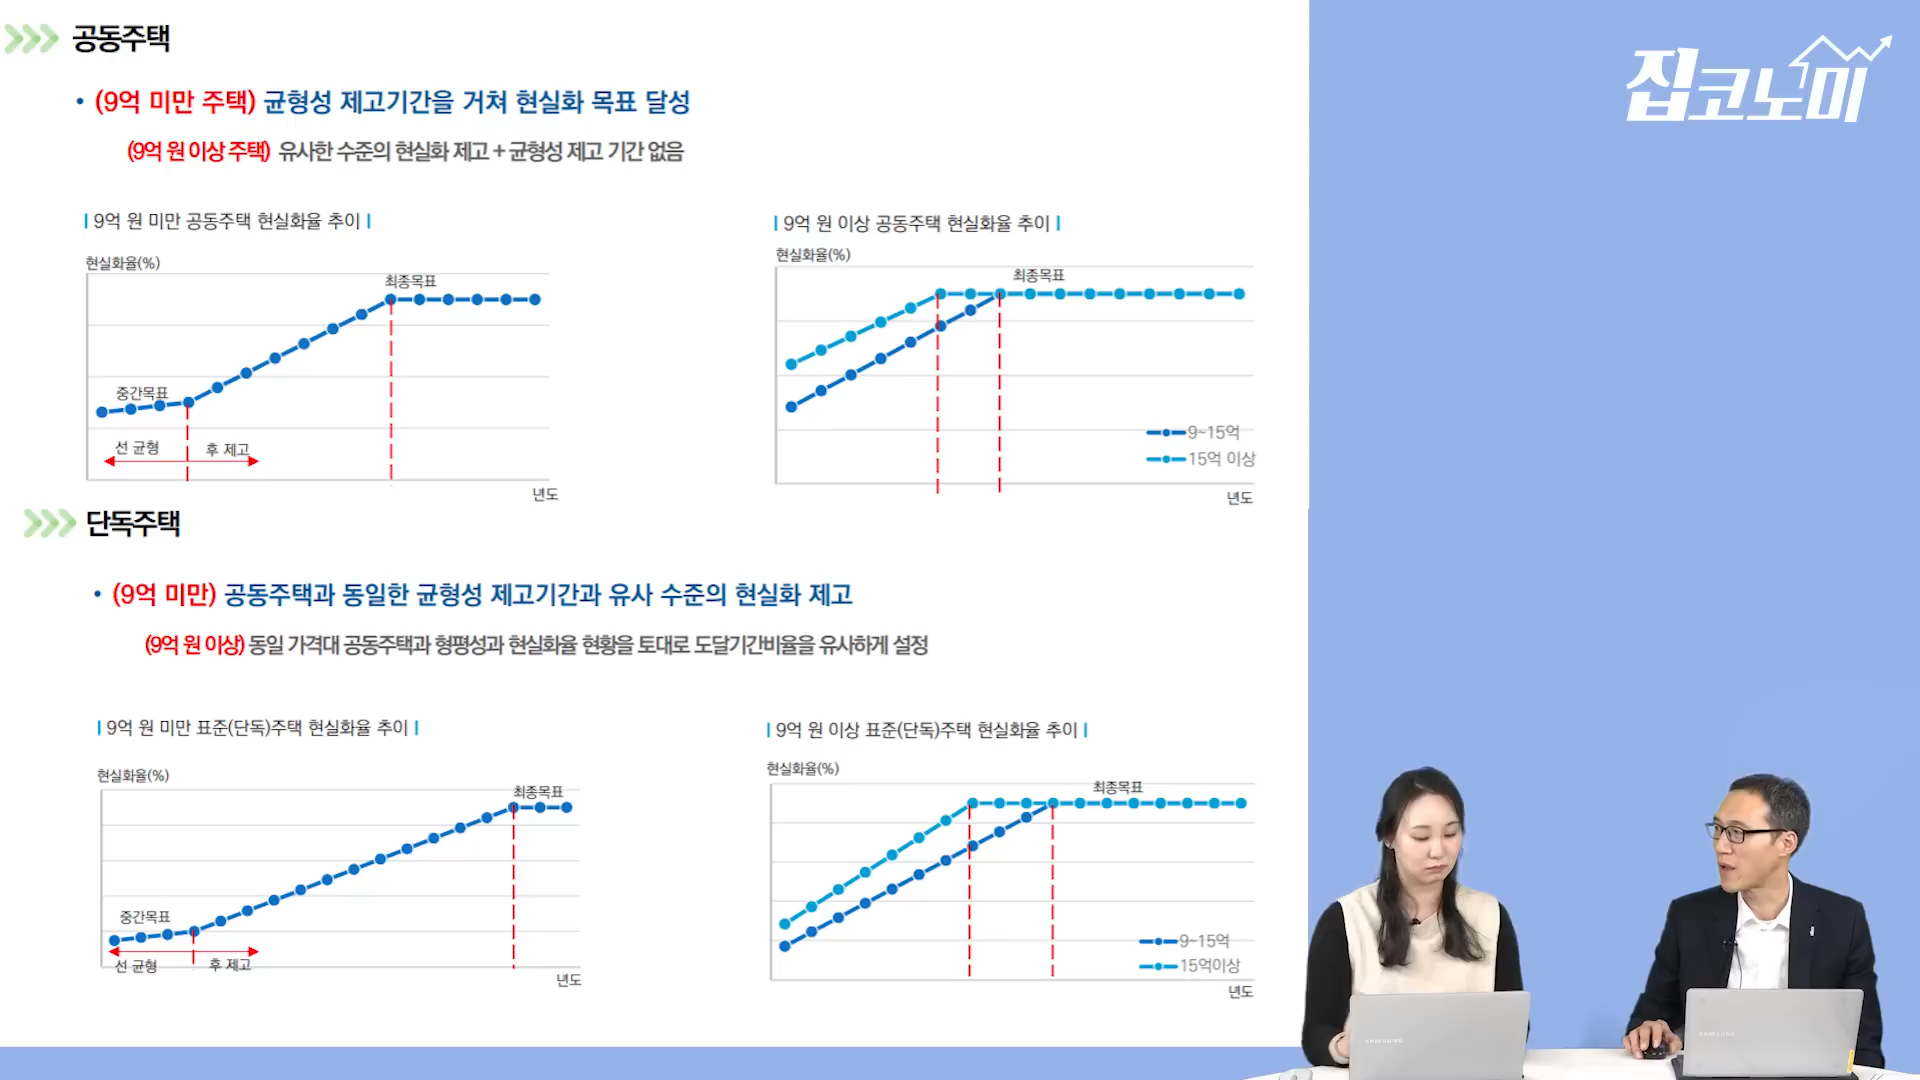 공동주택
• (9억 미만 주택) 균형성 제고기간을 거쳐 현실화 목표 달성
(9억 원 이상 주택) 유사한 수준의 현실화 제고 + 균형성 제고 기간 없음
집코노미
9억 원 미만 공동주택 현실화율 추이
현실화율(%)
최종목표
중간목표
선 균형
후 제고
년도
9억 원 이상 공동주택 현실화율 추이
현실화율(%)
최종목표
9~15억
15억 이상
년도
단독주택
• (9억 미만) 공동주택과 동일한 균형성 제고기간과 유사 수준의 현실화 제고
(9억 원 이상) 동일 가격대 공동주택과 형평성과 현실화율 현황을 토대로 도달기간비율을 유사하게 설정
9억 원 미만 표준(단독)주택 현실화율 추이
현실화율(%)
최종목표
중간목표
선 균형
후 제고
년도
9억 원 이상 표준(단독)주택 현실화율 추이
현실화율(%)
최종목표
9~15억
15억이상
년도
SAMSUNG
SAMSUNG